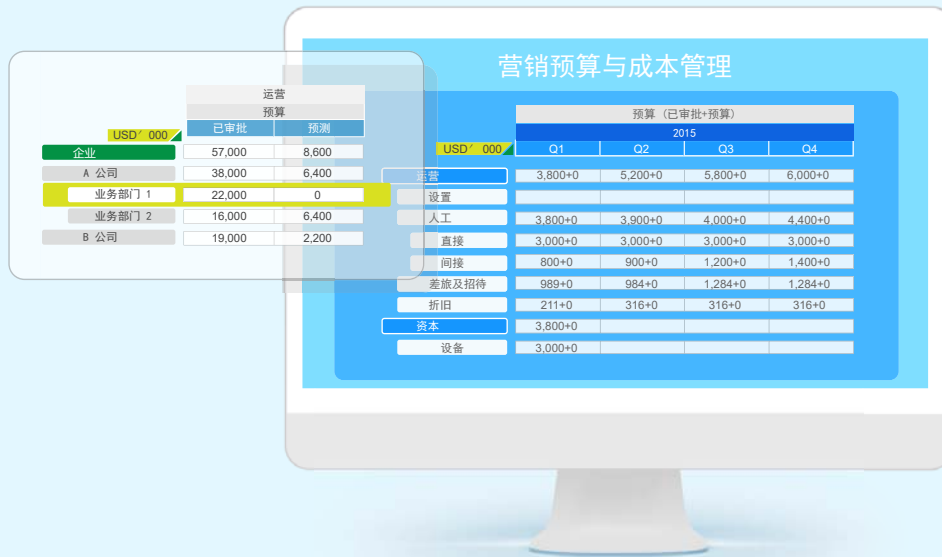 营销预算与成本管理
运营
预算
USD′ 000 已审批 预测
企业 57,000 8,600
A 公司 38,000 6,400
业务部门 1 22,000 0
业务部门 2 16,000 6,400
B 公司 19,000 2,200
预算 (已审批+预算)
2015
USD′ 000 Q1 Q2 Q3 Q4
运营 3,800+0 5,200+0 5,800+0 6,000+0
设置
人工 3,800+0 3,900+0 4,000+0 4,400+0
直接 3,000+0 3,000+0 3,000+0 3,000+0
间接 800+0 900+0 1,200+0 1,400+0
差旅及招待 989+0 984+0 1,284+0 1,284+0
折旧 211+0 316+0 316+0 316+0
资本 3,800+0
设备 3,000+0